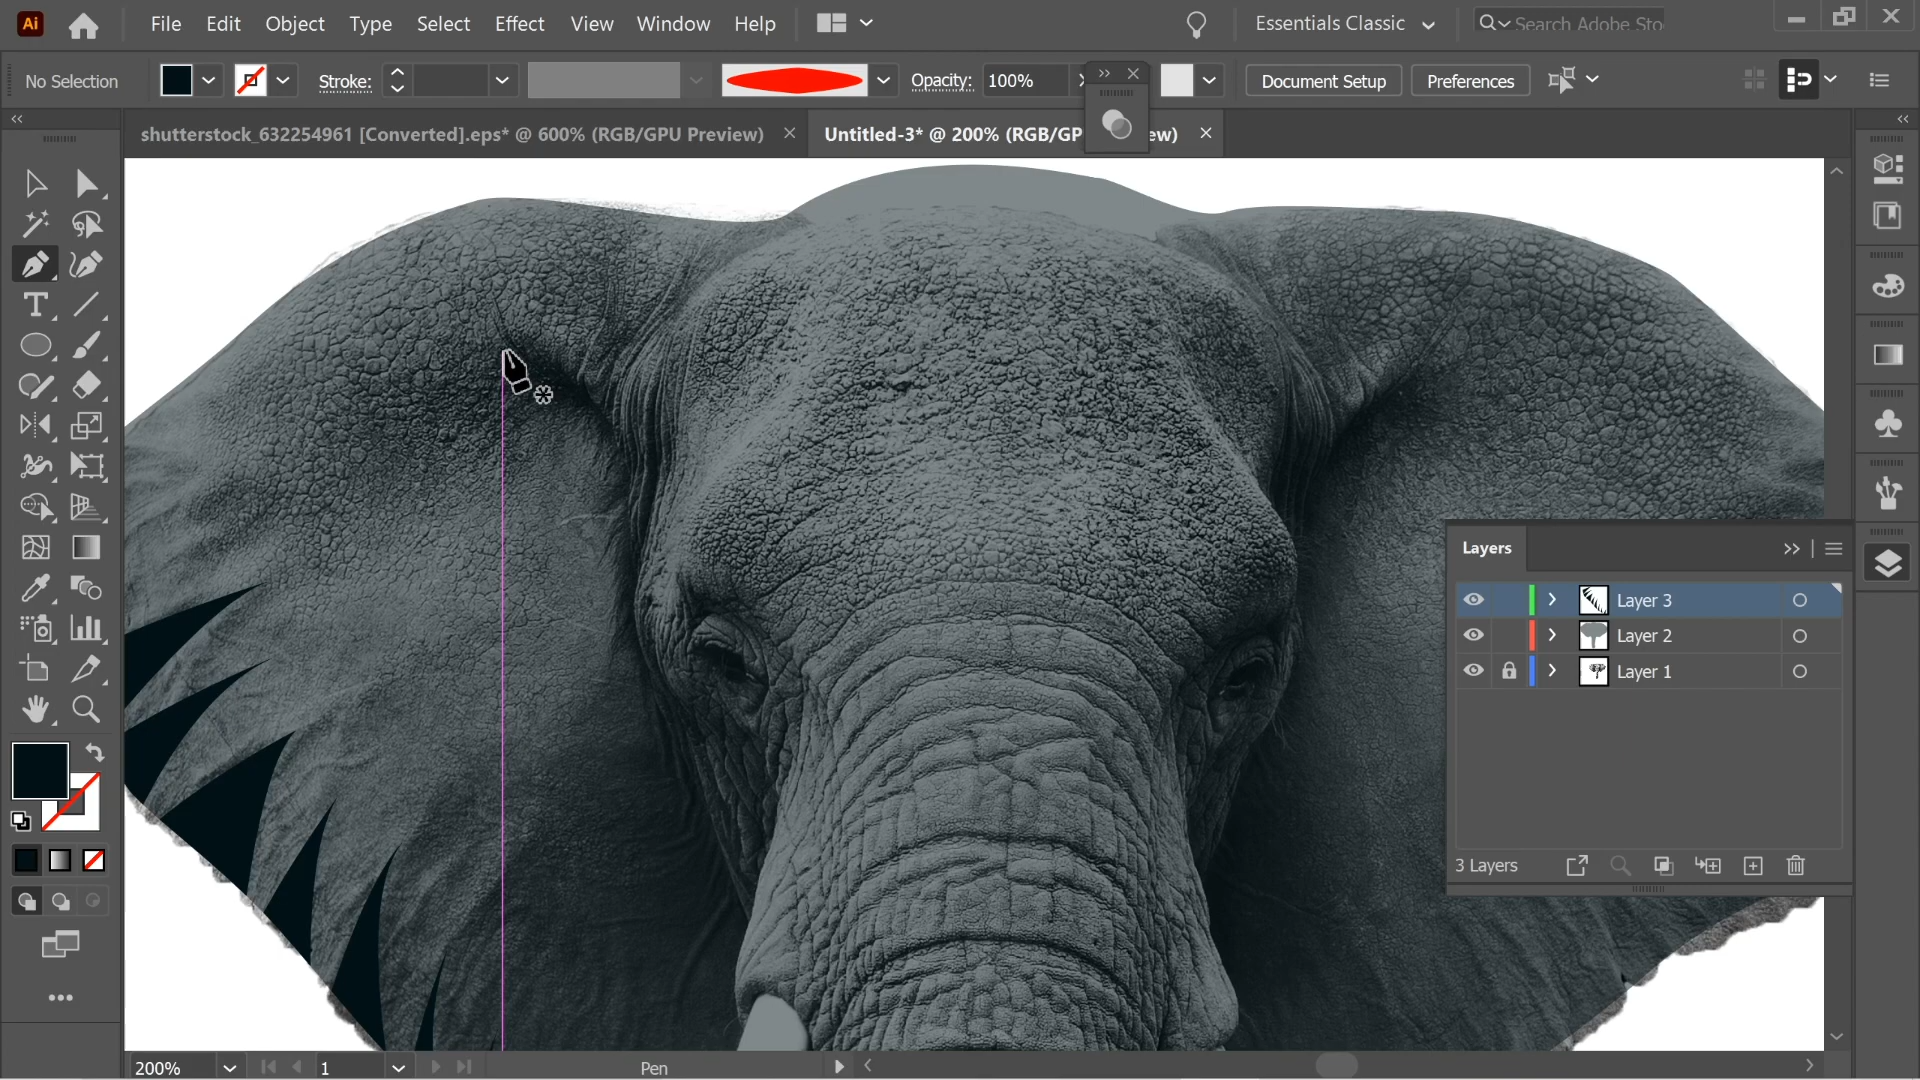 Ai File Edit Object Type Select Effect View Window Help Essentials Classic Search Adobe Sto
No Selection Stroke: Opacity: 100% Document Setup Preferences
shutterstock_632254961 [Converted].eps* @ 600% (RGB/GPU Preview) Untitled-3* @ 200% (RGB/GP ew)
Layers
Layer 3
Layer 2
Layer 1
3 Layers
200% 1 Pen